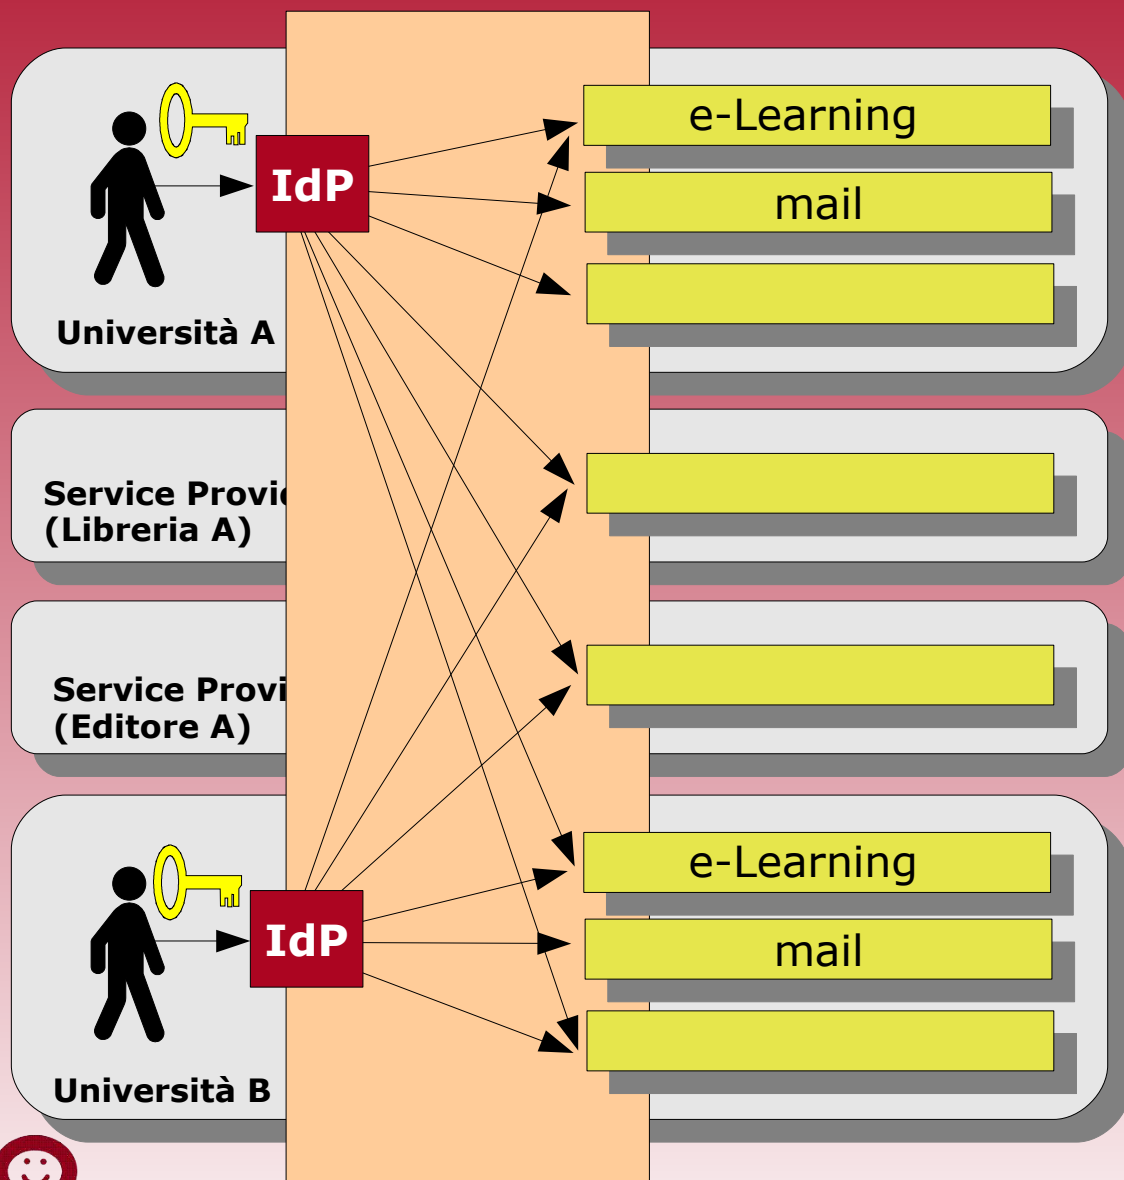 e-Learning
IdP
mail
Università A
Service Provi
(Libreria A)
Service Provi
(Editore A)
e-Learning
IdP
mail
Università B